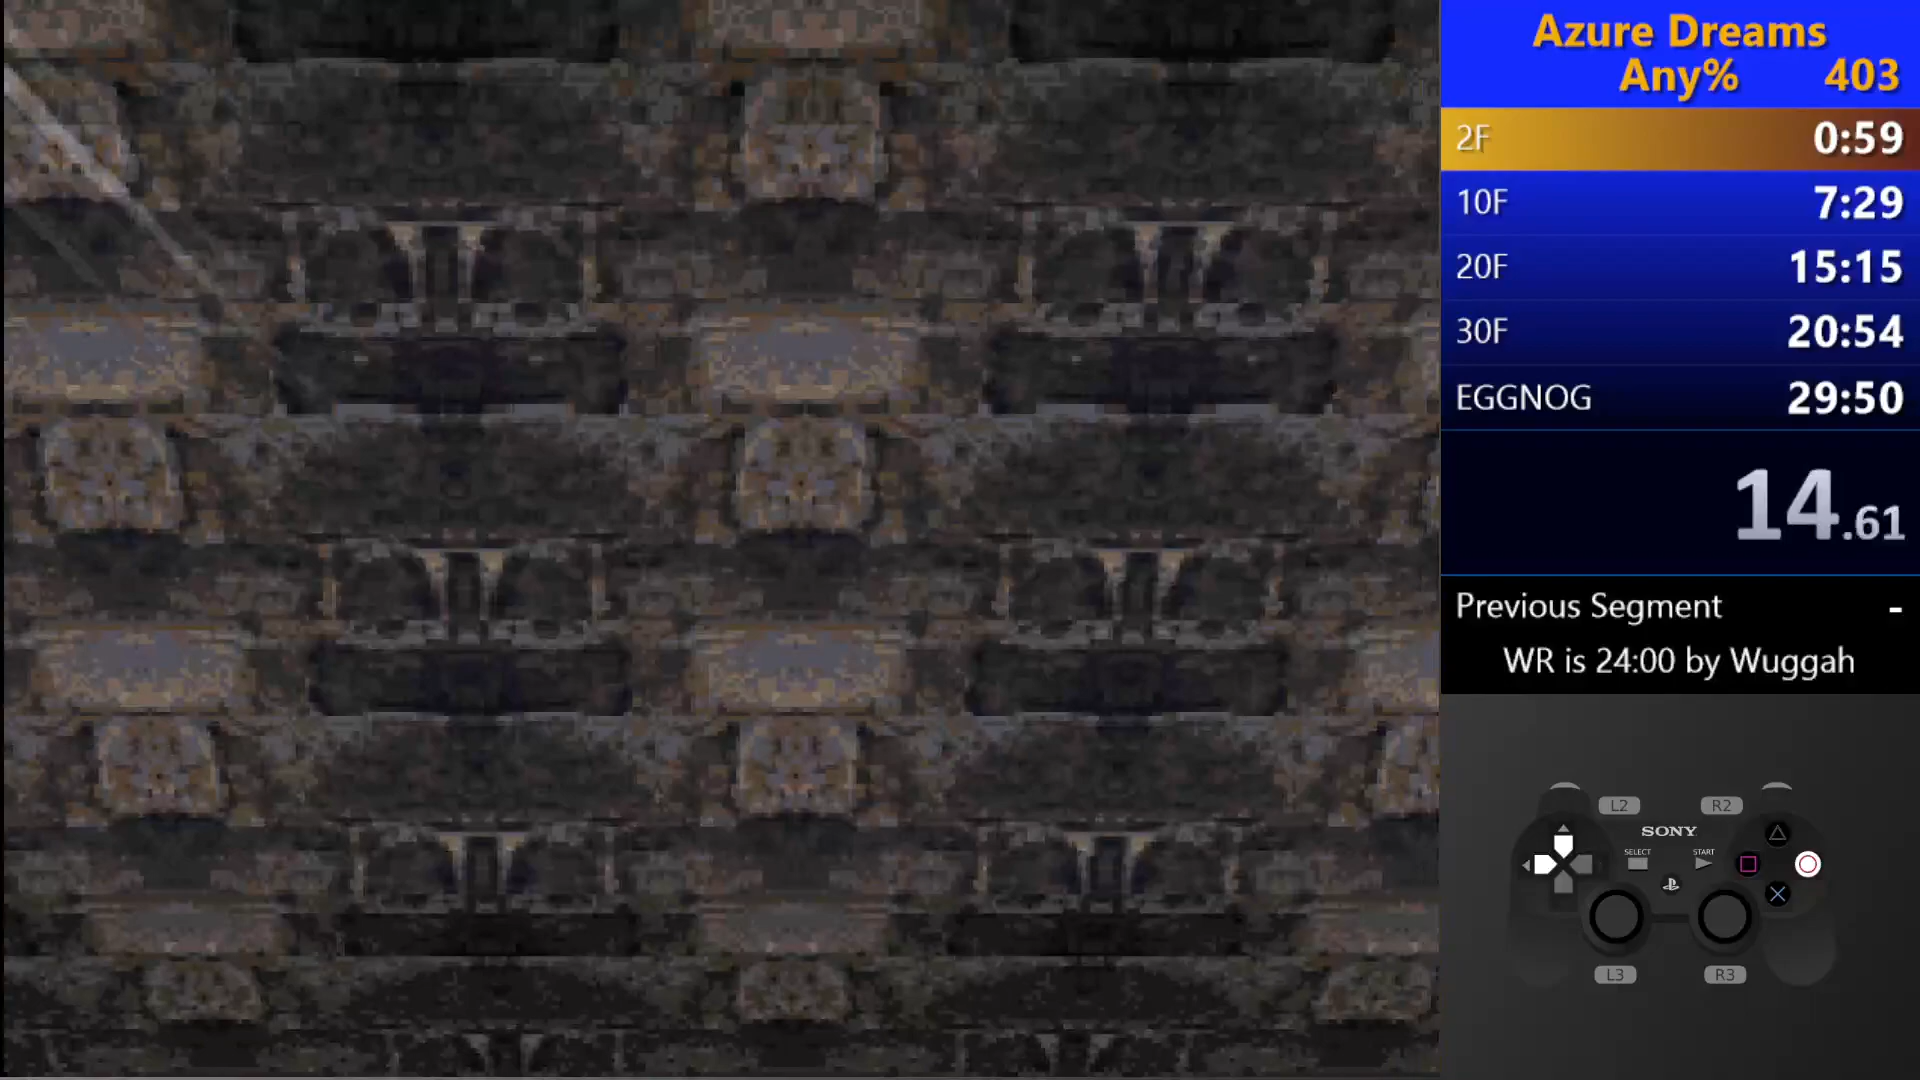 Azure Dreams
Any% 403
2F 0:59
10F 7:29
20F 15:15
30F 20:54
EGGNOG 29:50
14.61
Previous Segment -
WR is 24:00 by Wuggah
L2 R2
SONY
SELECT START
L3 R3